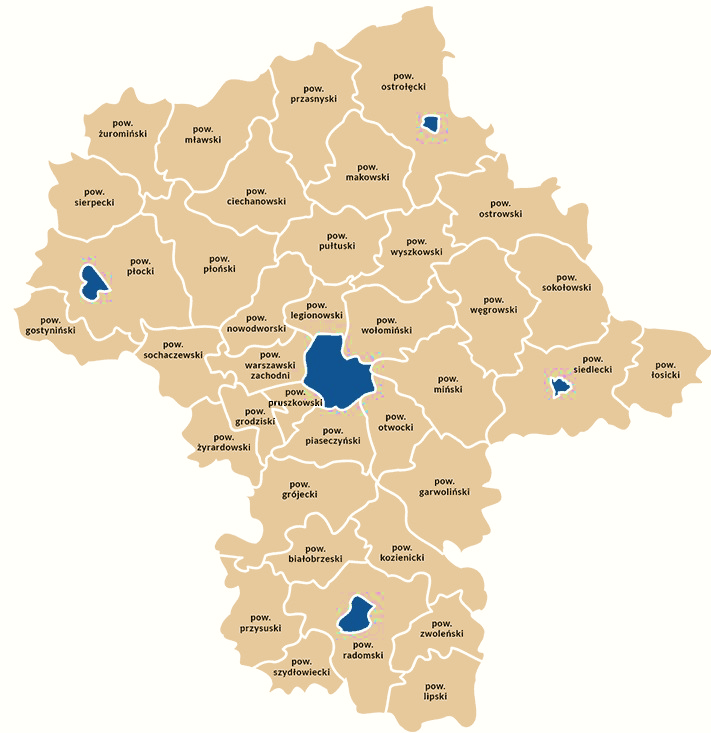 pow.
ostrołęcki
pow.
przasnyski
pow.
żuromiński
pow.
mławski
pow.
makowski
pow.
sierpecki
pow.
ciechanowski
pow.
ostrowski
pow.
pułtuski
pow.
wyszkowski
pow.
płocki
pow.
płoński
pow.
sokołowski
pow.
węgrowski
pow.
legionowski
pow.
gostyniński
pow.
nowodworski
pow.
wołomiński
pow.
sochaczewski
pow.
warszawski
zachodni
pow.
siedlecki
pow.
łosicki
pow.
miński
pow.
pruszkowski
pow.
grodziski
pow.
otwocki
pow.
żyrardowski
pow.
piaseczyński
pow.
grójecki
pow.
garwoliński
pow.
białobrzeski
pow.
kozienicki
pow.
przysuski
pow.
zwoleński
pow.
radomski
pow.
szydłowiecki
pow.
lipski